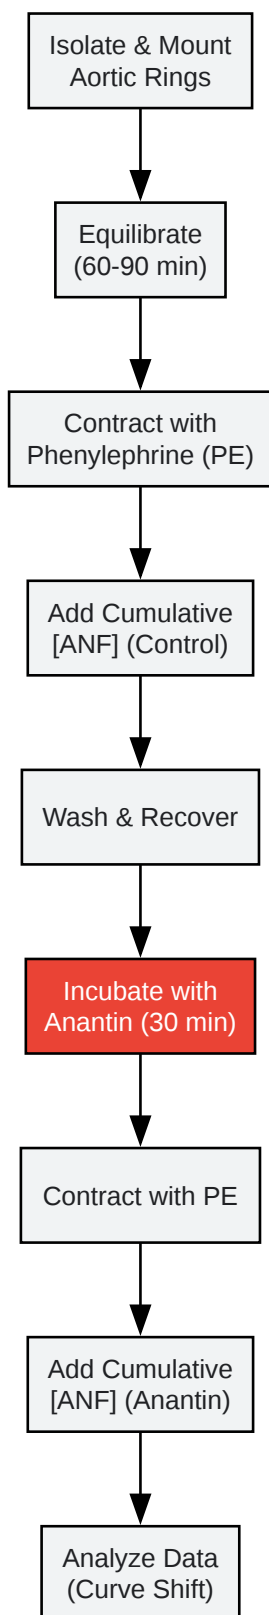 Isolate & Mount
Aortic Rings
Equilibrate
(60-90 min)
Contract with
Phenylephrine (PE)
Add Cumulative
[ANF] (Control)
Wash & Recover
Incubate with
Anantin (30 min)
Contract with PE
Add Cumulative
[ANF] (Anantin)
Analyze Data
(Curve Shift)